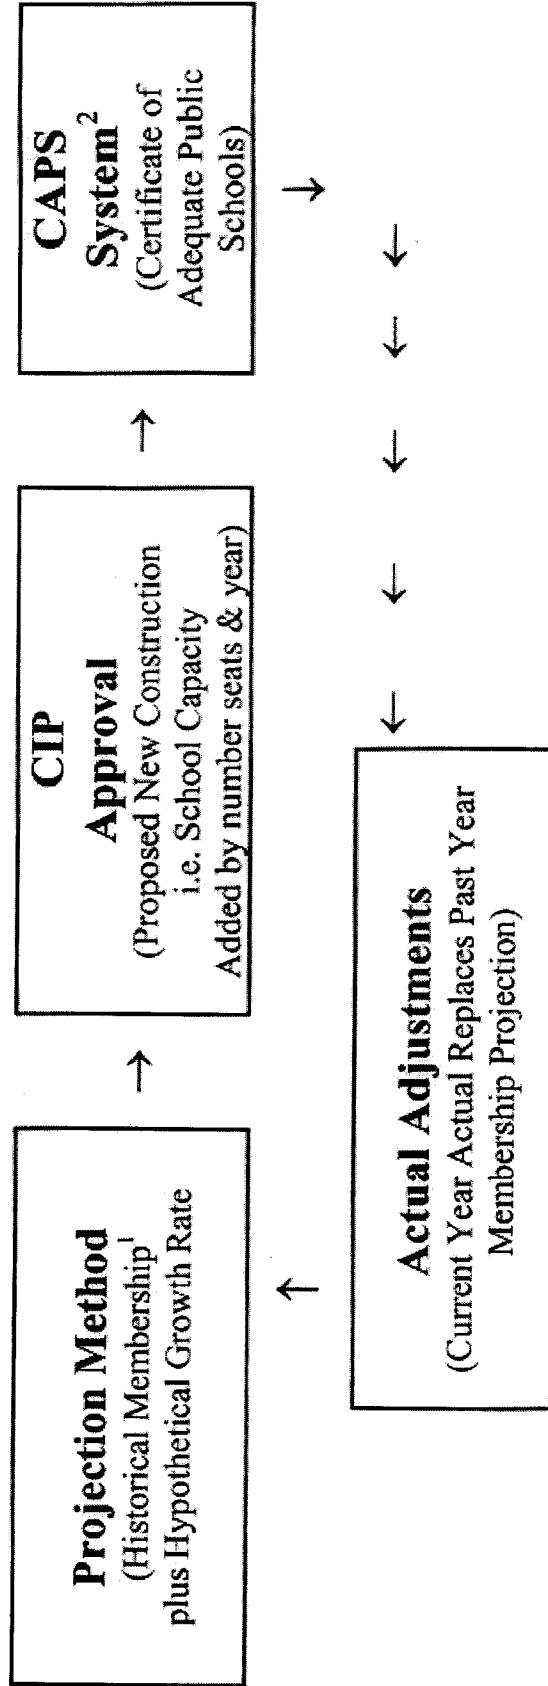 Projection Method
(Historical Membership¹
plus Hypothetical Growth Rate
→
CIP
Approval
(Proposed New Construction
i.e. School Capacity
Added by number seats & year)
→
CAPS
System²
(Certificate of
Adequate Public
Schools)
↓
← ← ← ← ←
Actual Adjustments
(Current Year Actual Replaces Past Year
Membership Projection)
↑